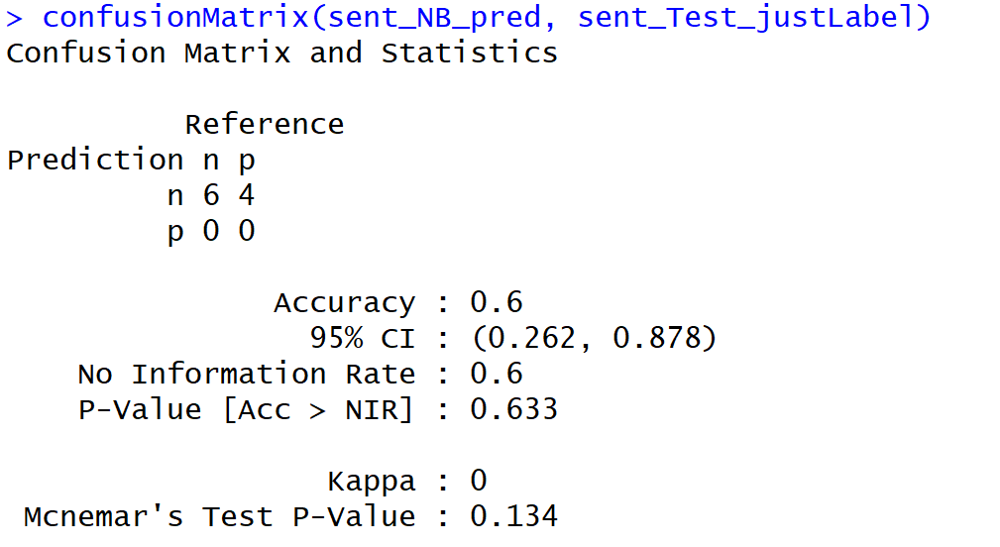 > confusionMatrix(sent_NB_pred, sent_Test_justLabel)
Confusion Matrix and Statistics
Reference
Prediction n p
n 6 4
p 0 0
Accuracy : 0.6
95% CI : (0.262, 0.878)
No Information Rate : 0.6
P-Value [Acc > NIR] : 0.633
Kappa : 0
Mcnemar's Test P-Value : 0.134